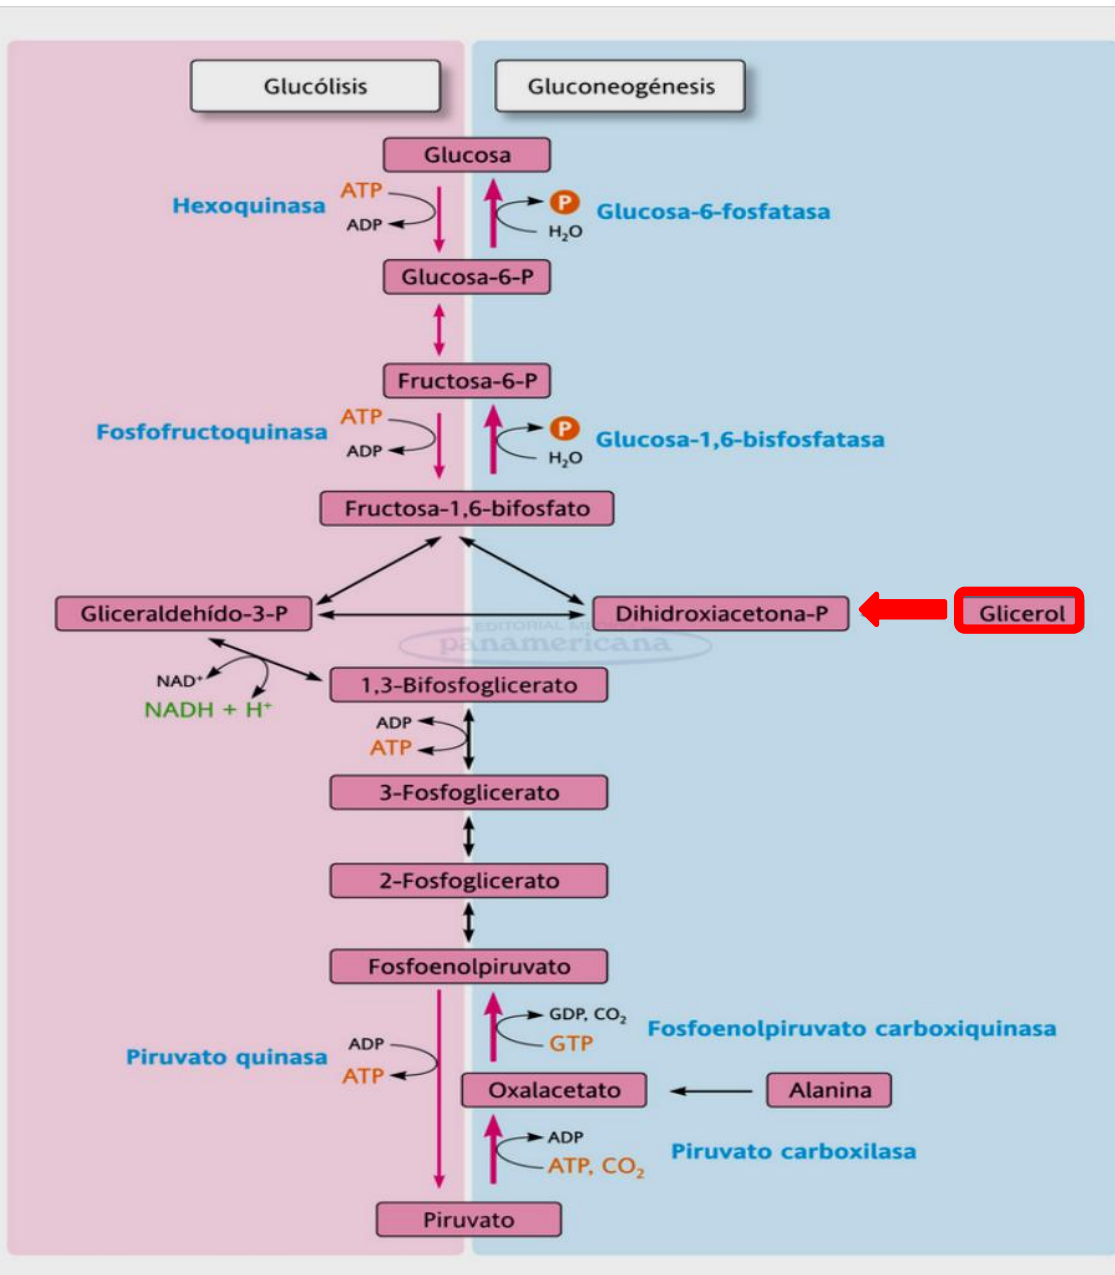 Glucólisis
Gluconeogénesis
Glucosa
Hexoquinasa
ATP
ADP
P
H₂O
Glucosa-6-fosfatasa
Glucosa-6-P
Fructosa-6-P
Fosfofructoquinasa
ATP
ADP
P
H₂O
Glucosa-1,6-bisfosfatasa
Fructosa-1,6-bifosfato
Gliceraldehído-3-P
Dihidroxiacetona-P
Glicerol
EDITORIAL
panamericana
NAD⁺
NADH + H⁺
1,3-Bifosfoglicerato
ADP
ATP
3-Fosfoglicerato
2-Fosfoglicerato
Fosfoenolpiruvato
Piruvato quinasa
ADP
ATP
GDP, CO₂
GTP
Fosfoenolpiruvato carboxiquinasa
Oxalacetato
Alanina
ADP
ATP, CO₂
Piruvato carboxilasa
Piruvato